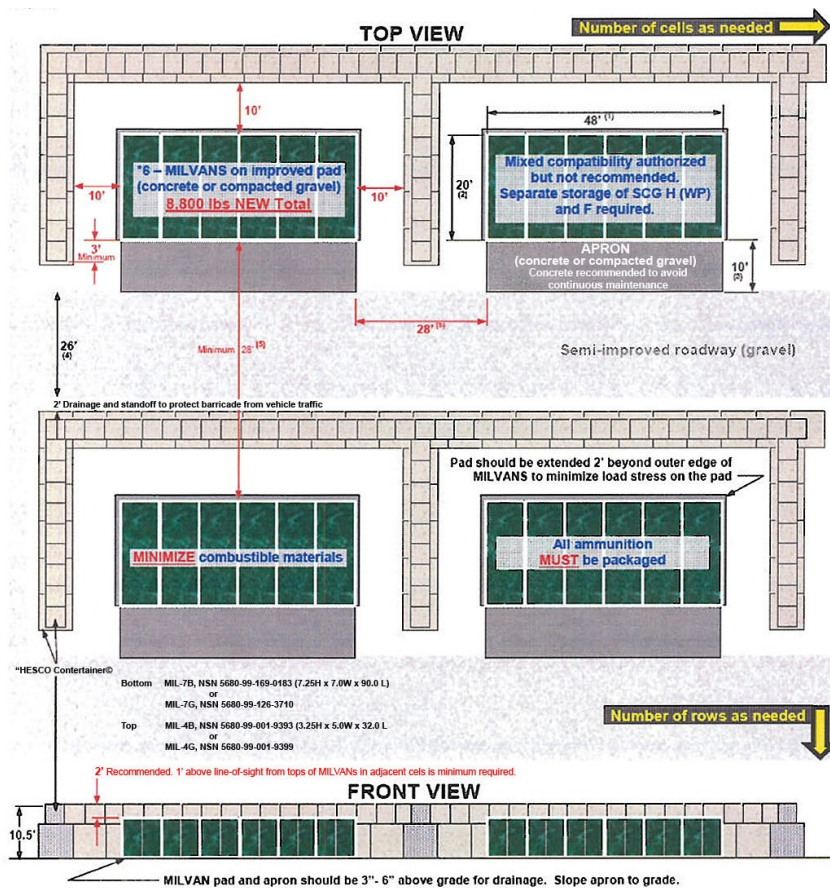 TOP VIEW
Number of cells as needed
10'
48' (1)
*6 – MILVANS on improved pad
(concrete or compacted gravel)
8,800 lbs NEW Total
20'
(2)
Mixed compatibility authorized
but not recommended.
Separate storage of SCG H (WP)
and F required.
10'
10'
3'
Minimum
APRON
(concrete or compacted gravel)
Concrete recommended to avoid
continuous maintenance
10'
(3)
26'
(4)
Minimum 28' (5)
28' (5)
Semi-improved roadway (gravel)
2' Drainage and standoff to protect barricade from vehicle traffic
Pad should be extended 2' beyond outer edge of
MILVANS to minimize load stress on the pad
MINIMIZE combustible materials
All ammunition
MUST be packaged
"HESCO Contertainer©
Bottom MIL-7B, NSN 5680-99-169-0183 (7.25H x 7.0W x 90.0 L)
or
MIL-7G, NSN 5680-99-126-3710
Top MIL-4B, NSN 5680-99-001-9393 (3.25H x 5.0W x 32.0 L
or
MIL-4G, NSN 5680-99-001-9399
Number of rows as needed
2' Recommended. 1' above line-of-sight from tops of MILVANs in adjacent cels is minimum required.
FRONT VIEW
10.5'
MILVAN pad and apron should be 3"- 6" above grade for drainage. Slope apron to grade.